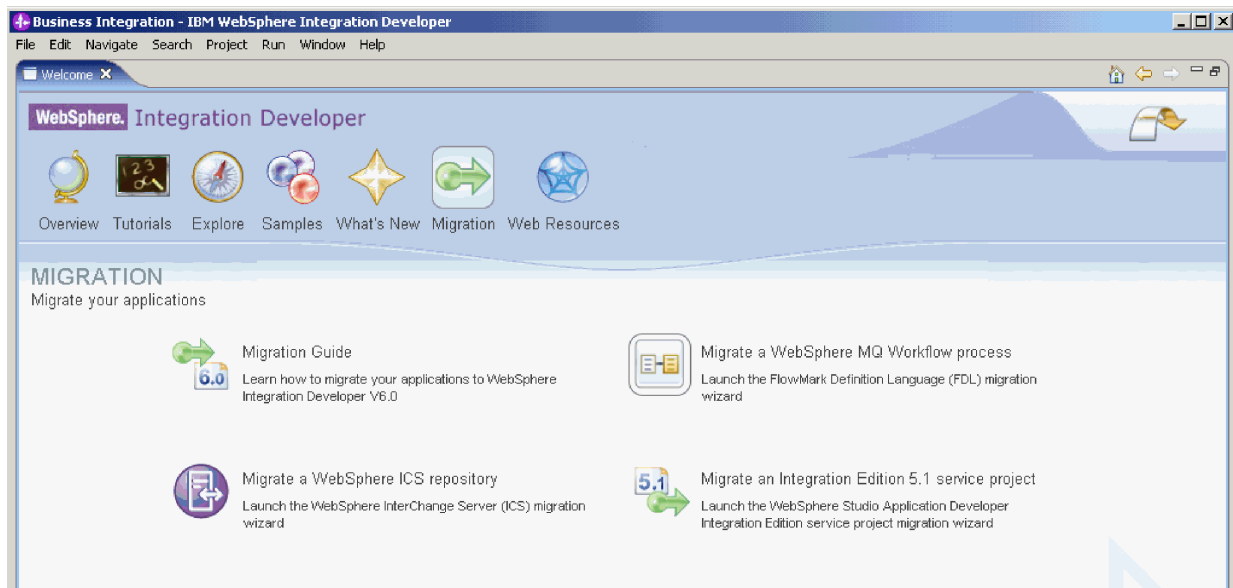 Business Integration - IBM WebSphere Integration Developer
File Edit Navigate Search Project Run Window Help
Welcome
WebSphere. Integration Developer
123
Overview Tutorials Explore Samples What's New Migration Web Resources
MIGRATION
Migrate your applications
6.0
Migration Guide
Learn how to migrate your applications to WebSphere
Integration Developer V6.0
Migrate a WebSphere MQ Workflow process
Launch the FlowMark Definition Language (FDL) migration
wizard
Migrate a WebSphere ICS repository
Launch the WebSphere InterChange Server (ICS) migration
wizard
5.1
Migrate an Integration Edition 5.1 service project
Launch the WebSphere Studio Application Developer
Integration Edition service project migration wizard